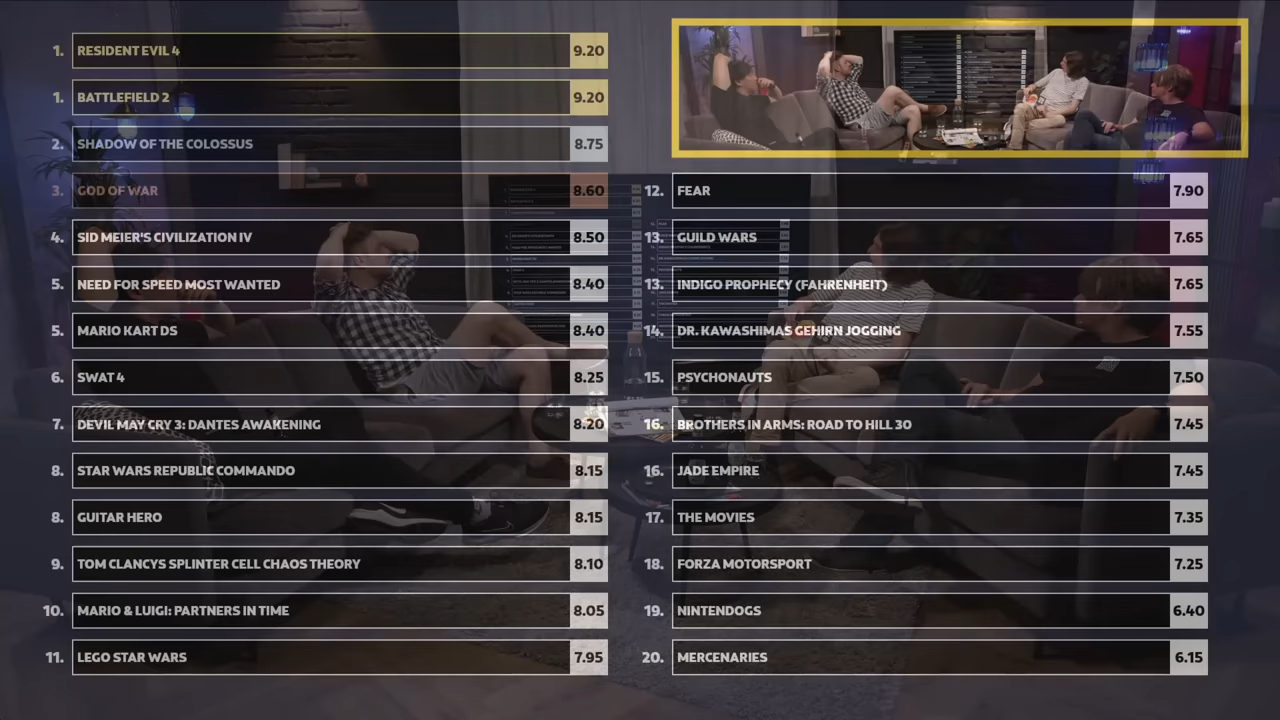 1. RESIDENT EVIL 4 9.20
1. BATTLEFIELD 2 9.20
2. SHADOW OF THE COLOSSUS 8.75
3. GOD OF WAR 8.60
4. SID MEIER'S CIVILIZATION IV 8.50
5. NEED FOR SPEED MOST WANTED 8.40
5. MARIO KART DS 8.40
6. SWAT 4 8.25
7. DEVIL MAY CRY 3: DANTES AWAKENING 8.20
8. STAR WARS REPUBLIC COMMANDO 8.15
8. GUITAR HERO 8.15
9. TOM CLANCYS SPLINTER CELL CHAOS THEORY 8.10
10. MARIO & LUIGI: PARTNERS IN TIME 8.05
11. LEGO STAR WARS 7.95
12. FEAR 7.90
13. GUILD WARS 7.65
13. INDIGO PROPHECY (FAHRENHEIT) 7.65
14. DR. KAWASHIMAS GEHIRN JOGGING 7.55
15. PSYCHONAUTS 7.50
16. BROTHERS IN ARMS: ROAD TO HILL 30 7.45
16. JADE EMPIRE 7.45
17. THE MOVIES 7.35
18. FORZA MOTORSPORT 7.25
19. NINTENDOGS 6.40
20. MERCENARIES 6.15